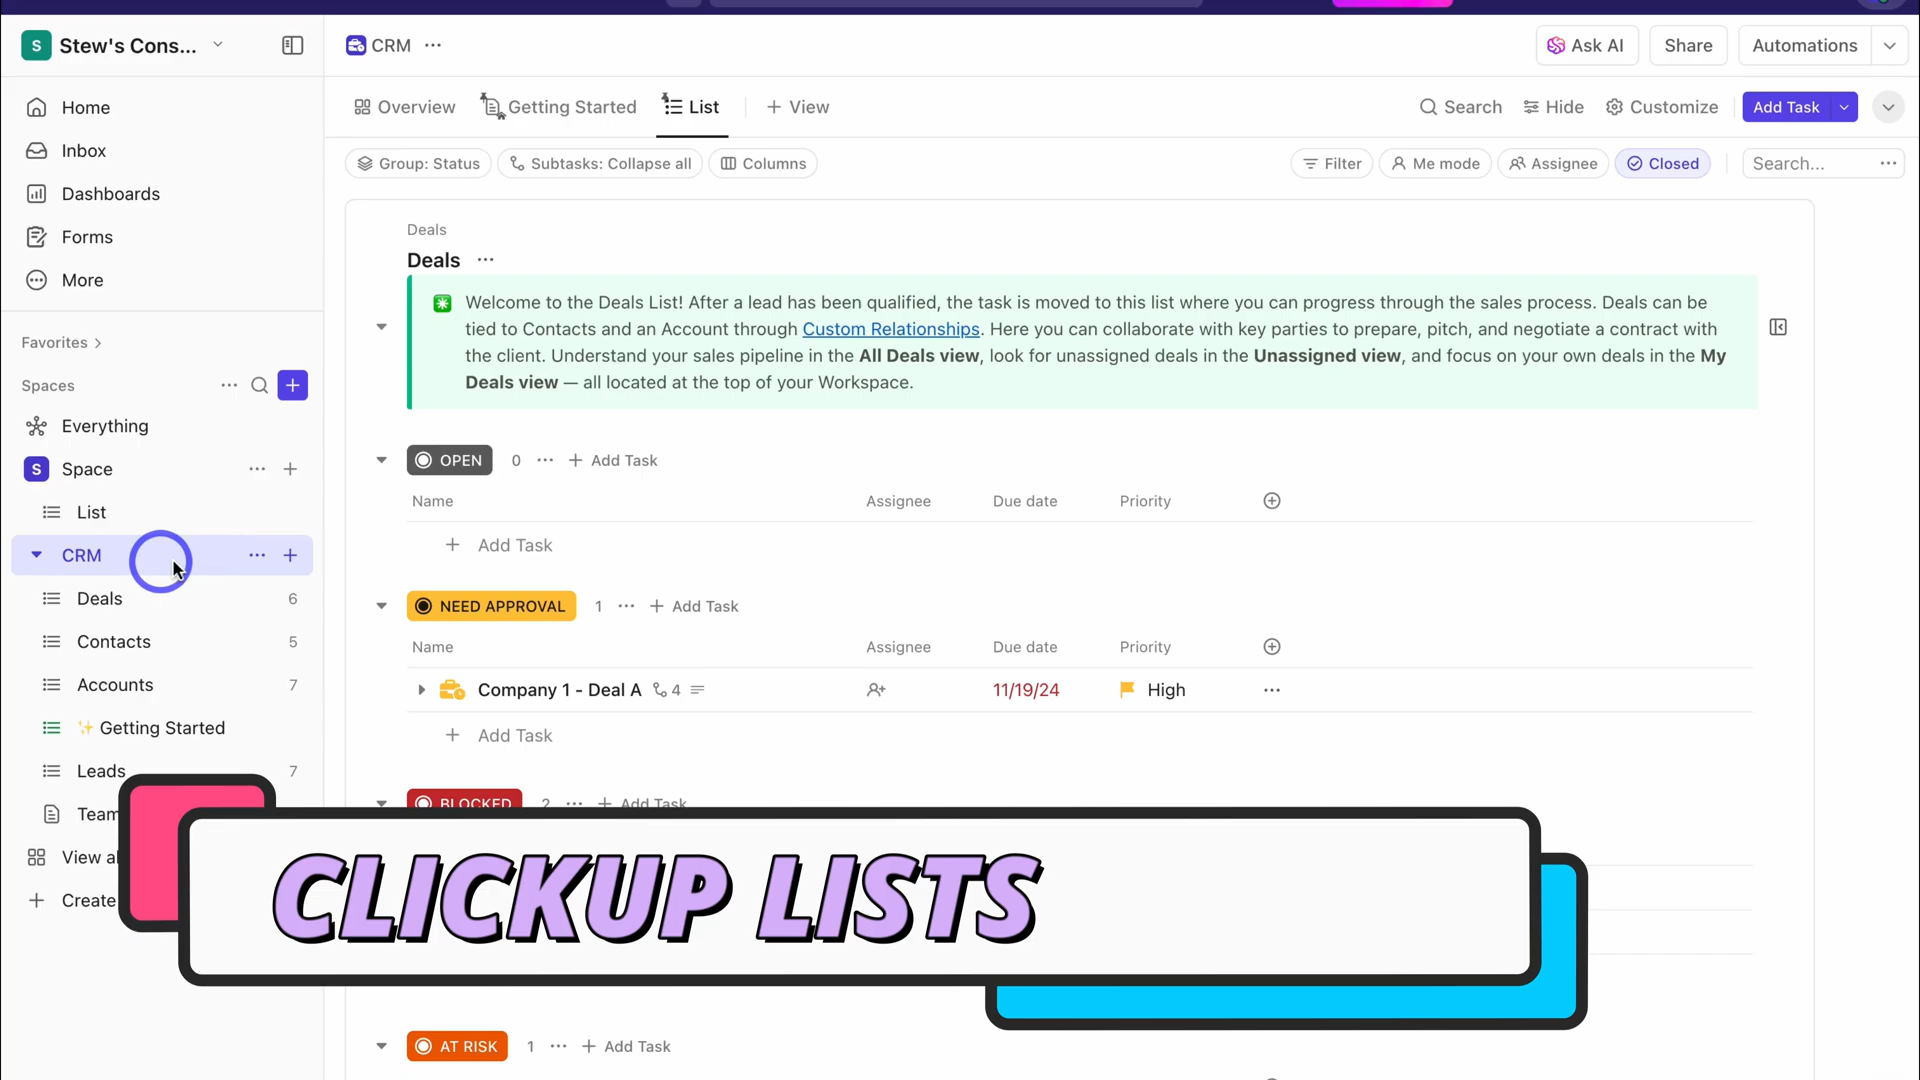 S Stew's Cons...
CRM ...
Ask AI
Share
Automations
Home
Inbox
Dashboards
Forms
More
Overview
Getting Started
List
+ View
Search
Hide
Customize
Add Task
Group: Status
Subtasks: Collapse all
Columns
Filter
Me mode
Assignee
Closed
Search... ...
Favorites
Spaces ...
Everything
S Space ...
List
CRM ...
Deals 6
Contacts 5
Accounts 7
✨ Getting Started
Leads 7
Team
View al
+ Create
Deals
Deals ...
Welcome to the Deals List! After a lead has been qualified, the task is moved to this list where you can progress through the sales process. Deals can be
tied to Contacts and an Account through Custom Relationships. Here you can collaborate with key parties to prepare, pitch, and negotiate a contract with
the client. Understand your sales pipeline in the All Deals view, look for unassigned deals in the Unassigned view, and focus on your own deals in the My
Deals view — all located at the top of your Workspace.
OPEN 0 ... + Add Task
Name Assignee Due date Priority
+ Add Task
NEED APPROVAL 1 ... + Add Task
Name Assignee Due date Priority
Company 1 - Deal A 4 11/19/24 High ...
+ Add Task
BLOCKED 2 ... + Add Task
CLICKUP LISTS
AT RISK 1 ... + Add Task